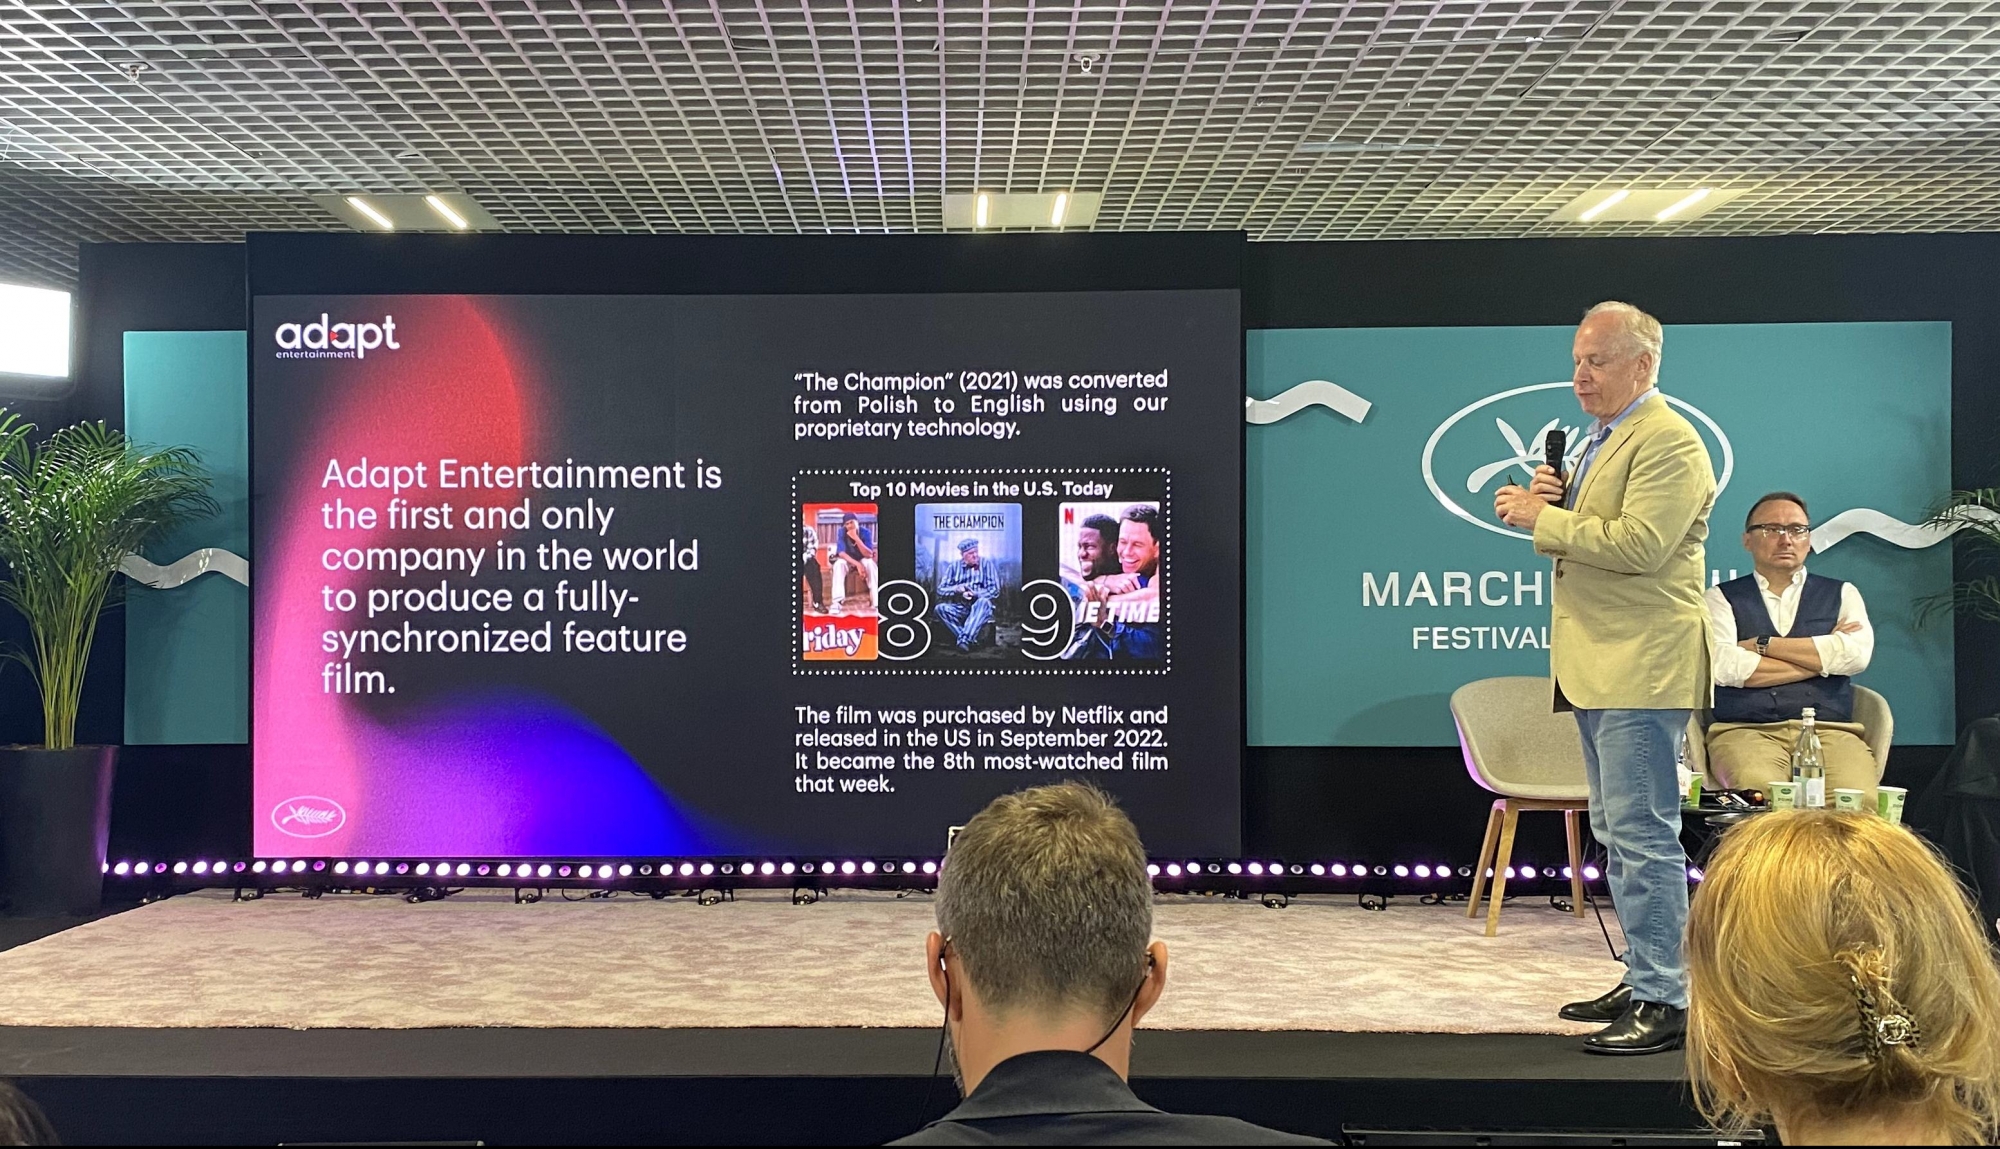 adapt
entertainment
Adapt Entertainment is
the first and only
company in the world
to produce a fully-
synchronized feature
film.
“The Champion” (2021) was converted
from Polish to English using our
proprietary technology.
Top 10 Movies in the U.S. Today
THE CHAMPION
N
8
9
riday
ME TIME
The film was purchased by Netflix and
released in the US in September 2022.
It became the 8th most-watched film
that week.
MARCH
FESTIVAL